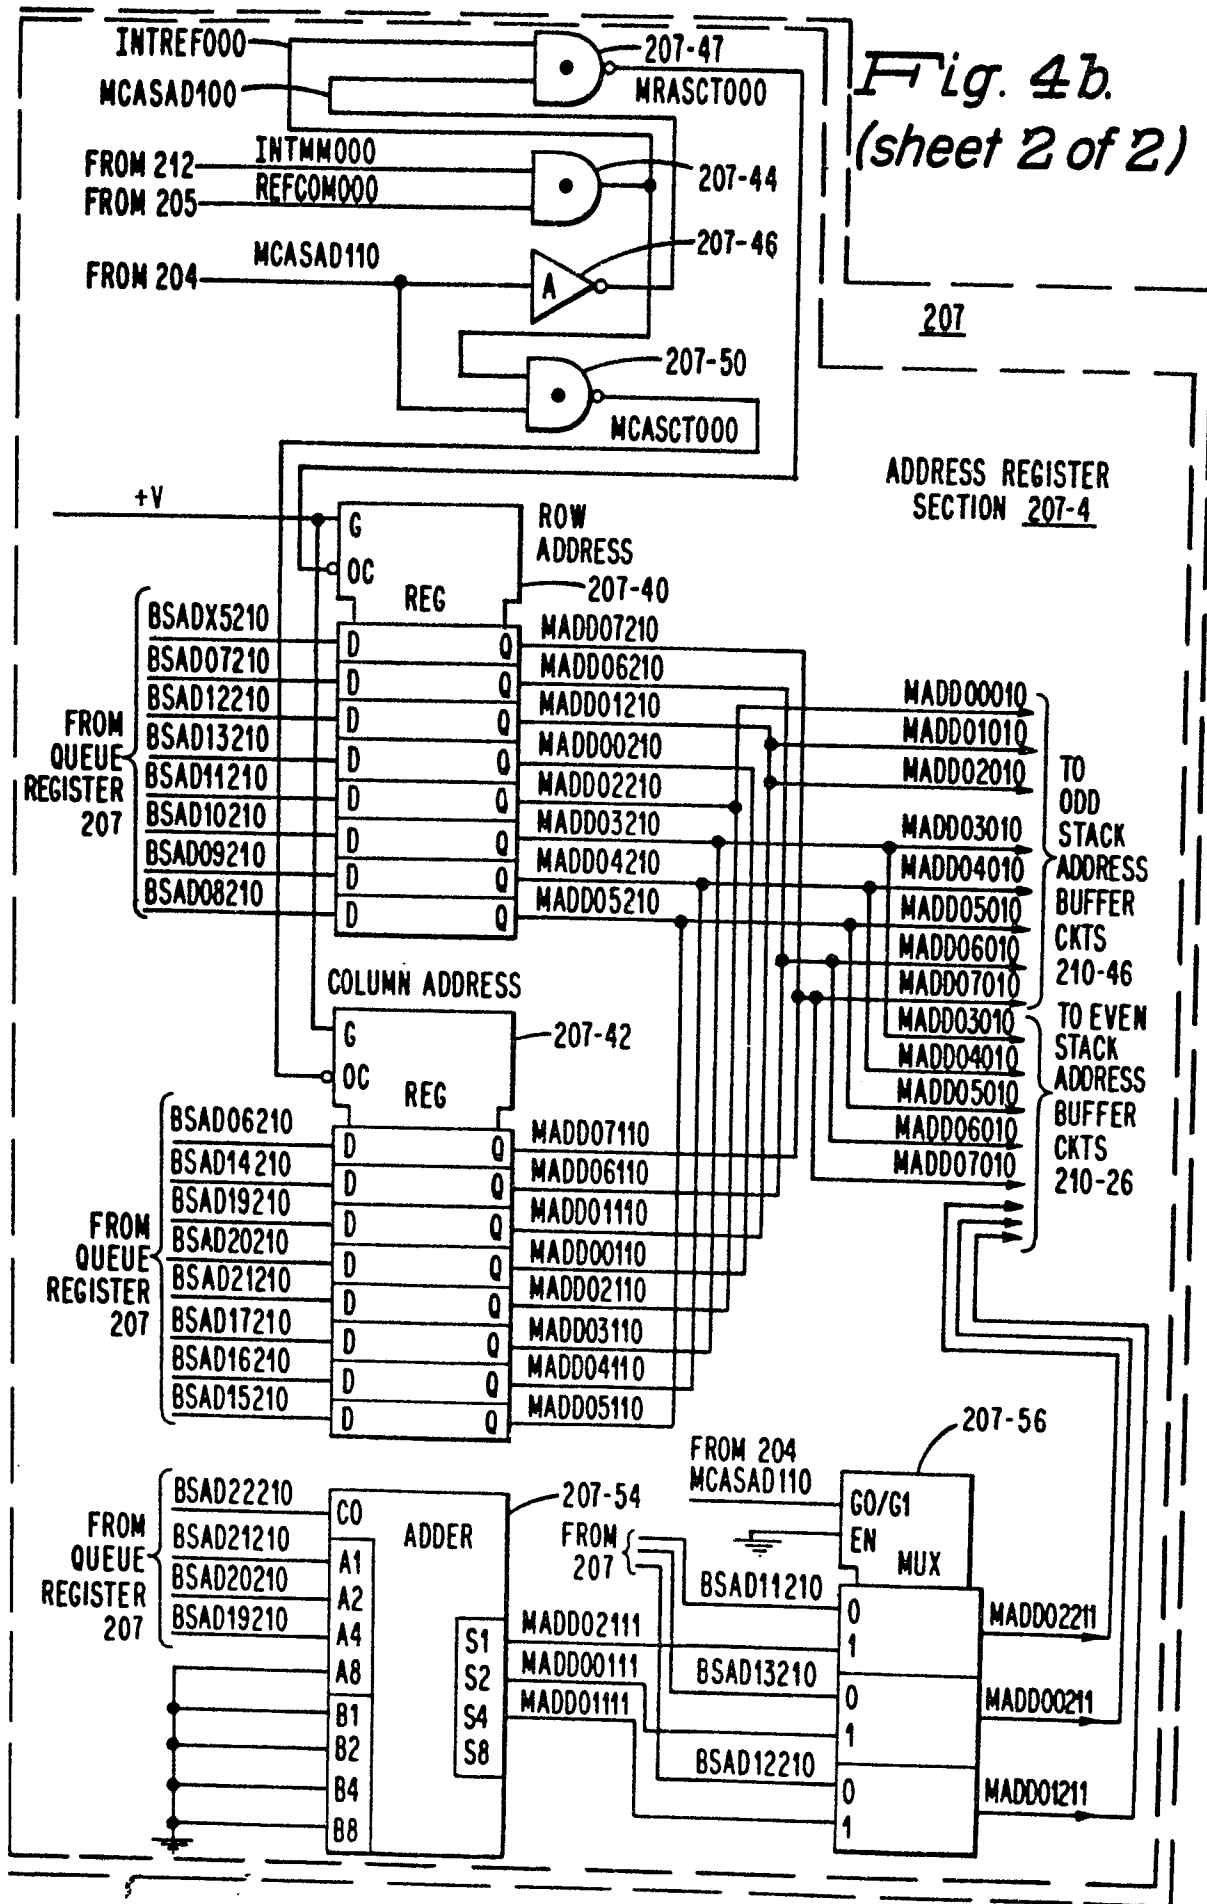 INTREF000
207-47
MCASAD100
MRASCT000
Fig. 4b.
(sheet 2 of 2)
FROM 212
INTMM000
207-44
FROM 205
REFCOM000
207-46
MCASAD110
FROM 204
A
207
207-50
MCASCT000
ADDRESS REGISTER
SECTION 207-4
+V
G
OC
REG
ROW
ADDRESS
207-40
FROM
QUEUE
REGISTER
207
BSADX5210
D
Q
MADD07210
BSAD07210
D
Q
MADD06210
BSAD12210
D
Q
MADD01210
BSAD13210
D
Q
MADD00210
BSAD11210
D
Q
MADD02210
BSAD10210
D
Q
MADD03210
BSAD09210
D
Q
MADD04210
BSAD08210
D
Q
MADD05210
MADD00010
MADD01010
MADD02010
MADD03010
MADD04010
MADD05010
MADD06010
MADD07010
TO
ODD
STACK
ADDRESS
BUFFER
CKTS
210-46
MADD03010
MADD04010
MADD05010
MADD06010
MADD07010
TO EVEN
STACK
ADDRESS
BUFFER
CKTS
210-26
COLUMN ADDRESS
G
OC
REG
207-42
FROM
QUEUE
REGISTER
207
BSAD06210
D
Q
MADD07110
BSAD14210
D
Q
MADD06110
BSAD19210
D
Q
MADD01110
BSAD20210
D
Q
MADD00110
BSAD21210
D
Q
MADD02110
BSAD17210
D
Q
MADD03110
BSAD16210
D
Q
MADD04110
BSAD15210
D
Q
MADD05110
FROM
QUEUE
REGISTER
207
BSAD22210
BSAD21210
BSAD20210
BSAD19210
C0
A1
A2
A4
A8
B1
B2
B4
B8
ADDER
207-54
S1
S2
S4
S8
MADD02111
MADD00111
MADD01111
FROM 204
MCASAD110
FROM
207
BSAD11210
BSAD13210
BSAD12210
207-56
G0/G1
EN
MUX
0
1
0
1
0
1
MADD02211
MADD00211
MADD01211